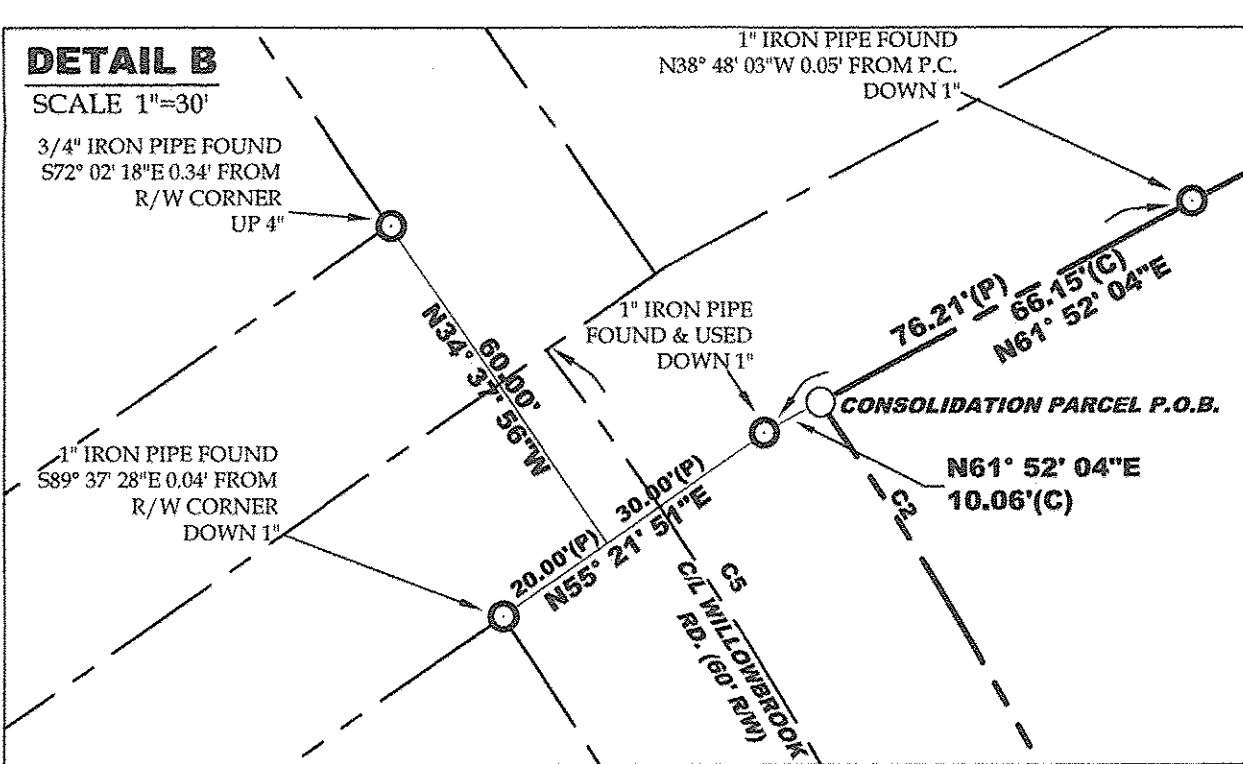 DETAIL B
SCALE 1"=30'
1" IRON PIPE FOUND
N38° 48' 03"W 0.05' FROM P.C.
DOWN 1"
3/4" IRON PIPE FOUND
S72° 02' 18"E 0.34' FROM
R/W CORNER
UP 4"
76.21'(P)
66.15'(C)
N61° 52' 04"E
60.00'
N34° 37' 56"W
1" IRON PIPE
FOUND & USED
DOWN 1"
CONSOLIDATION PARCEL P.O.B.
1" IRON PIPE FOUND
S89° 37' 28"E 0.04' FROM
R/W CORNER
DOWN 1"
N61° 52' 04"E
10.06'(C)
C2
20.00'(P)
30.00'(P)
N55° 21' 51"E
C5
C/L WILLOWBROOK
RD. (60' R/W)